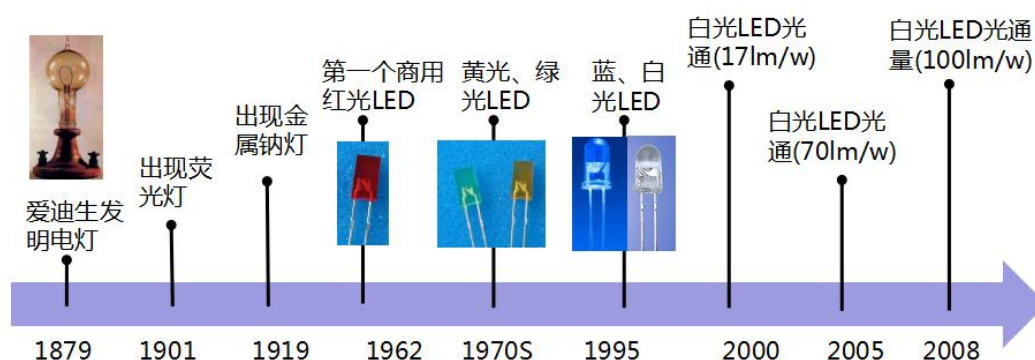 爱迪生发
明电灯
出现荧
光灯
出现金
属钠灯
第一个商用
红光LED
黄光、绿
光LED
蓝、白
光LED
白光LED光
通(17lm/w)
白光LED光
通(70lm/w)
白光LED光通
量(100lm/w)
1879
1901
1919
1962
1970S
1995
2000
2005
2008